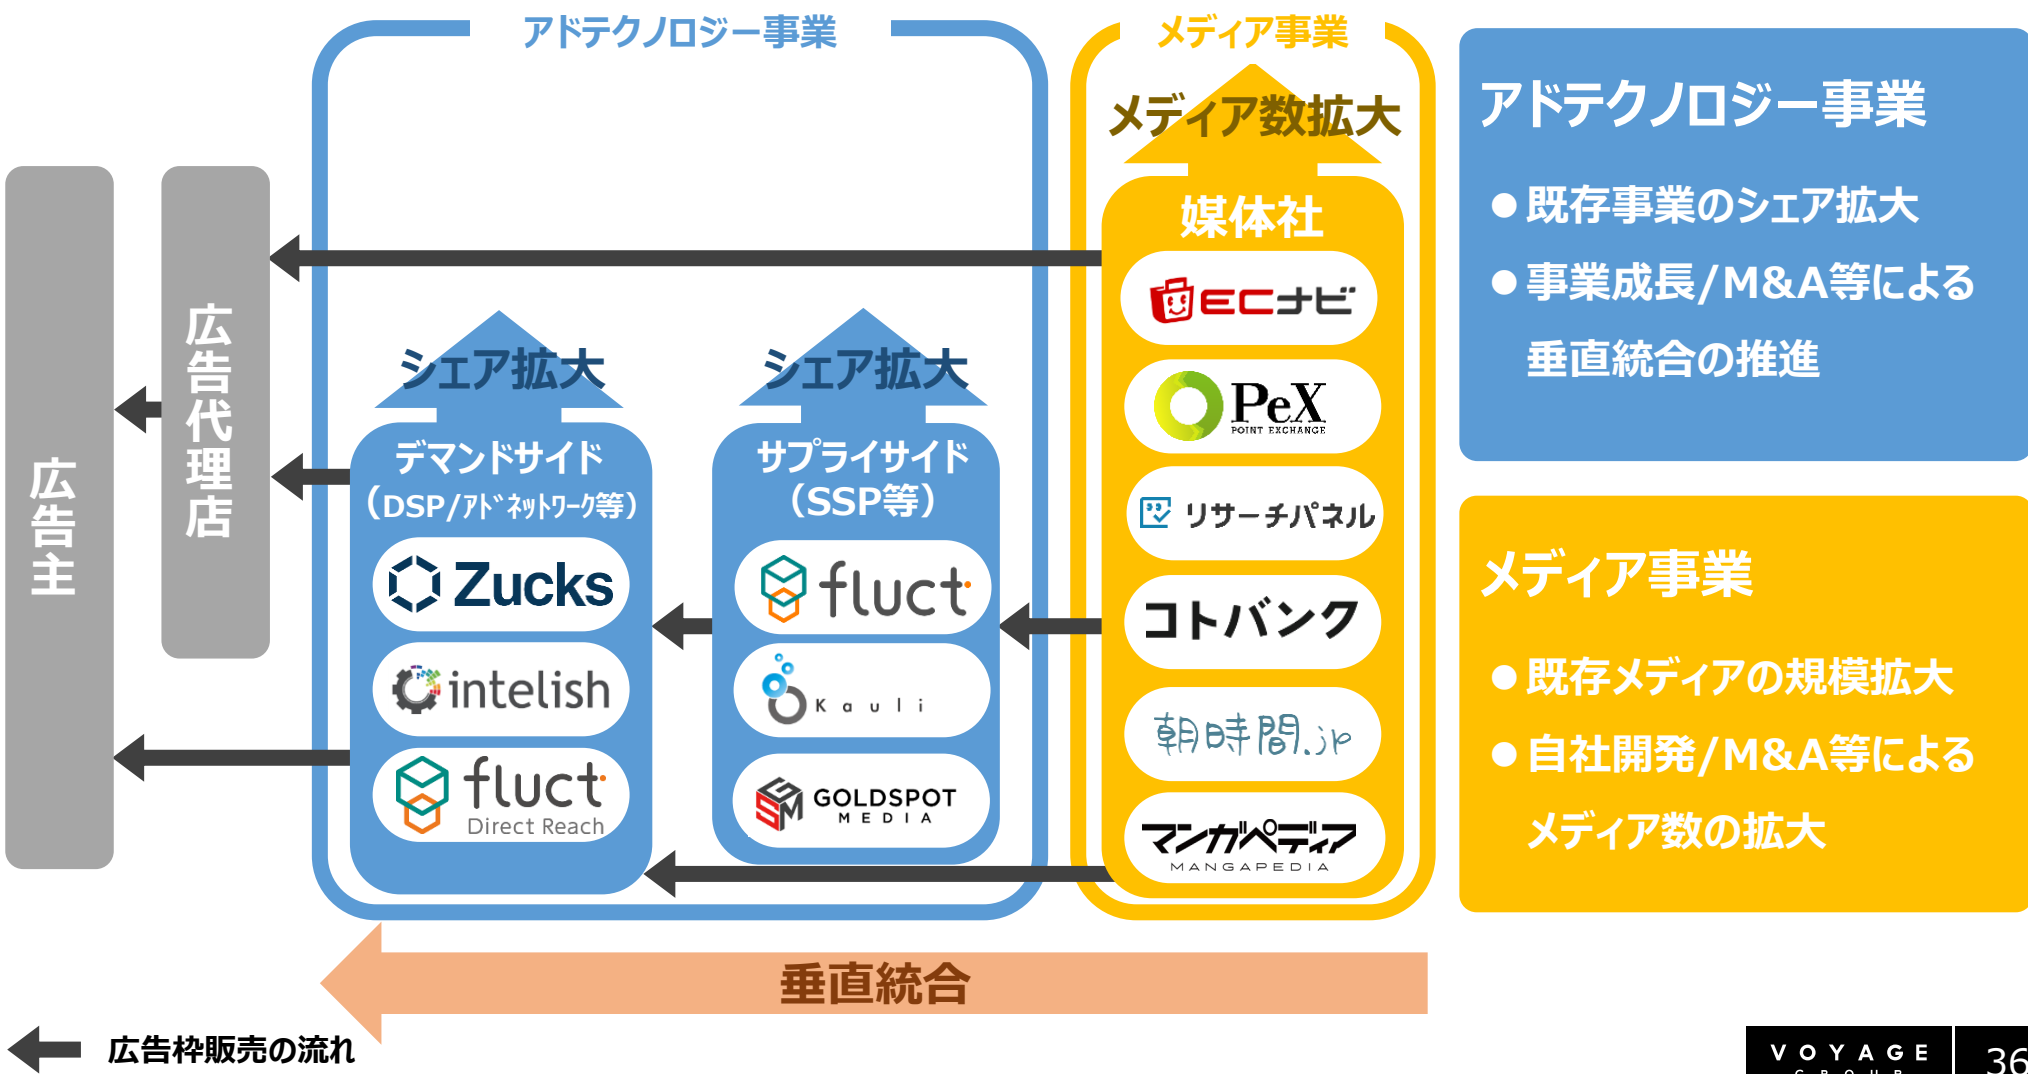 アドテクノロジー事業
メディア事業
メディア数拡大
媒体社
ECナビ
PeX
POINT EXCHANGE
リサーチパネル
コトバンク
朝時間.jp
マンガペディア
MANGAPEDIA
シェア拡大
サプライサイド
（SSP等）
fluct
Kauli
GSM
GOLDSPOT
MEDIA
シェア拡大
デマンドサイド
（DSP/ｱﾄﾞﾈｯﾄﾜｰｸ等）
Zucks
intelish
fluct
Direct Reach
広告代理店
広告主
アドテクノロジー事業
●既存事業のシェア拡大
●事業成長/M&A等による
垂直統合の推進
メディア事業
●既存メディアの規模拡大
●自社開発/M&A等による
メディア数の拡大
垂直統合
広告枠販売の流れ
VOYAGE
GROUP
36